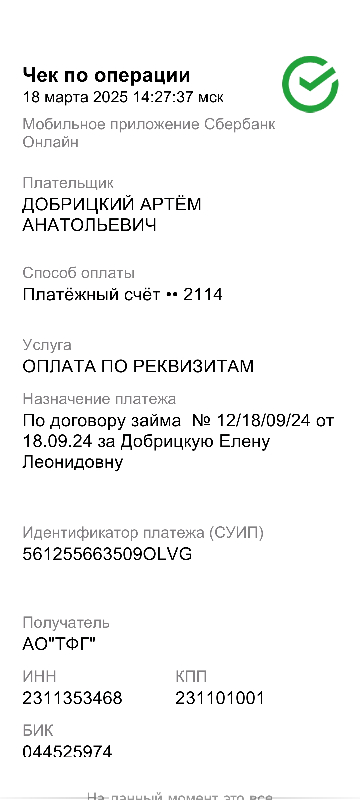 Чек по операции
18 марта 2025 14:27:37 мск
Мобильное приложение Сбербанк
Онлайн
Плательщик
ДОБРИЦКИЙ АРТЁМ
АНАТОЛЬЕВИЧ
Способ оплаты
Платёжный счёт •• 2114
Услуга
ОПЛАТА ПО РЕКВИЗИТАМ
Назначение платежа
По договору займа № 12/18/09/24 от
18.09.24 за Добрицкую Елену
Леонидовну
Идентификатор платежа (СУИП)
561255663509OLVG
Получатель
АО"ТФГ"
ИНН КПП
2311353468 231101001
БИК
044525974
На данный момент это все